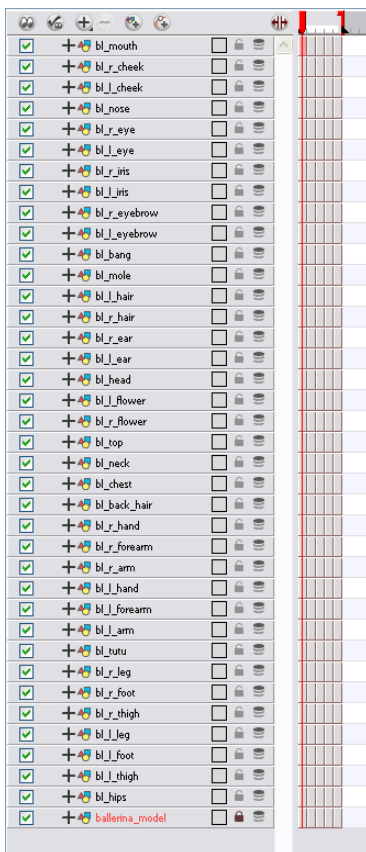 bl_mouth
bl_r_cheek
bl_l_cheek
bl_nose
bl_r_eye
bl_l_eye
bl_r_iris
bl_l_iris
bl_r_eyebrow
bl_l_eyebrow
bl_bang
bl_mole
bl_l_hair
bl_r_hair
bl_r_ear
bl_l_ear
bl_head
bl_l_flower
bl_r_flower
bl_top
bl_neck
bl_chest
bl_back_hair
bl_r_hand
bl_r_forearm
bl_r_arm
bl_l_hand
bl_l_forearm
bl_l_arm
bl_tutu
bl_r_leg
bl_r_foot
bl_r_thigh
bl_l_leg
bl_l_foot
bl_l_thigh
bl_hips
ballerina_model